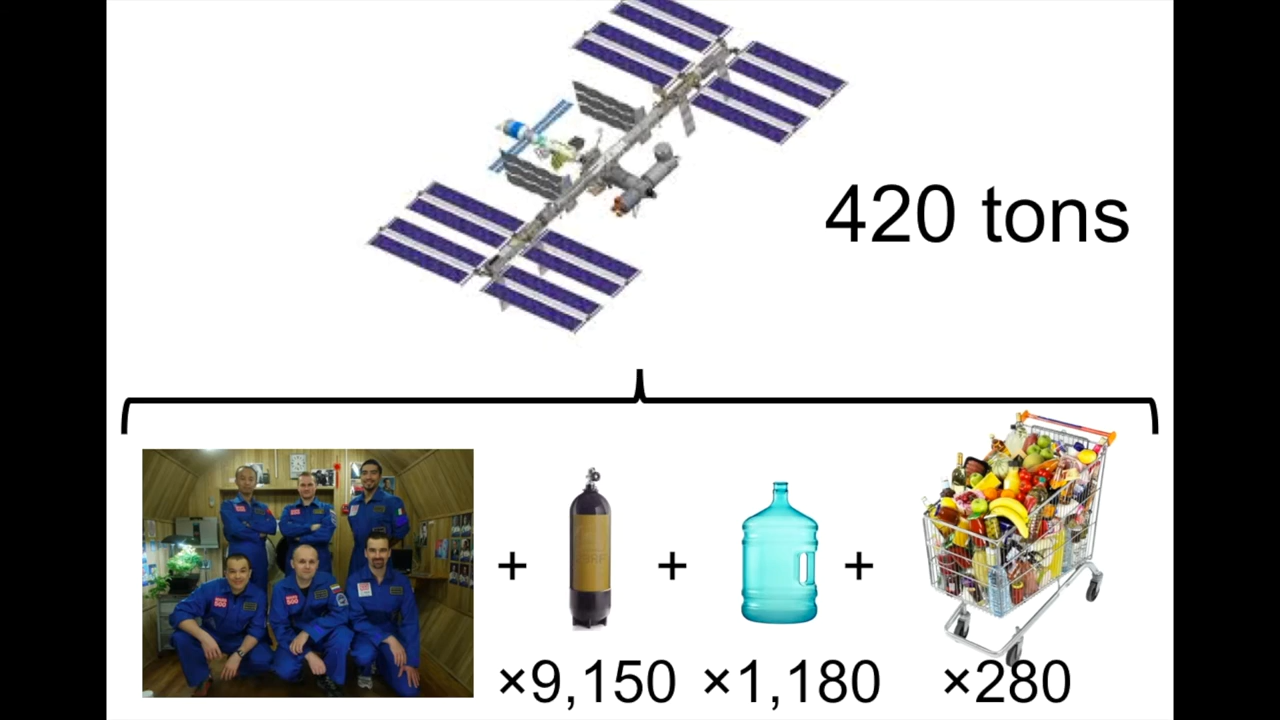 420 tons
+ + +
×9,150 ×1,180 ×280